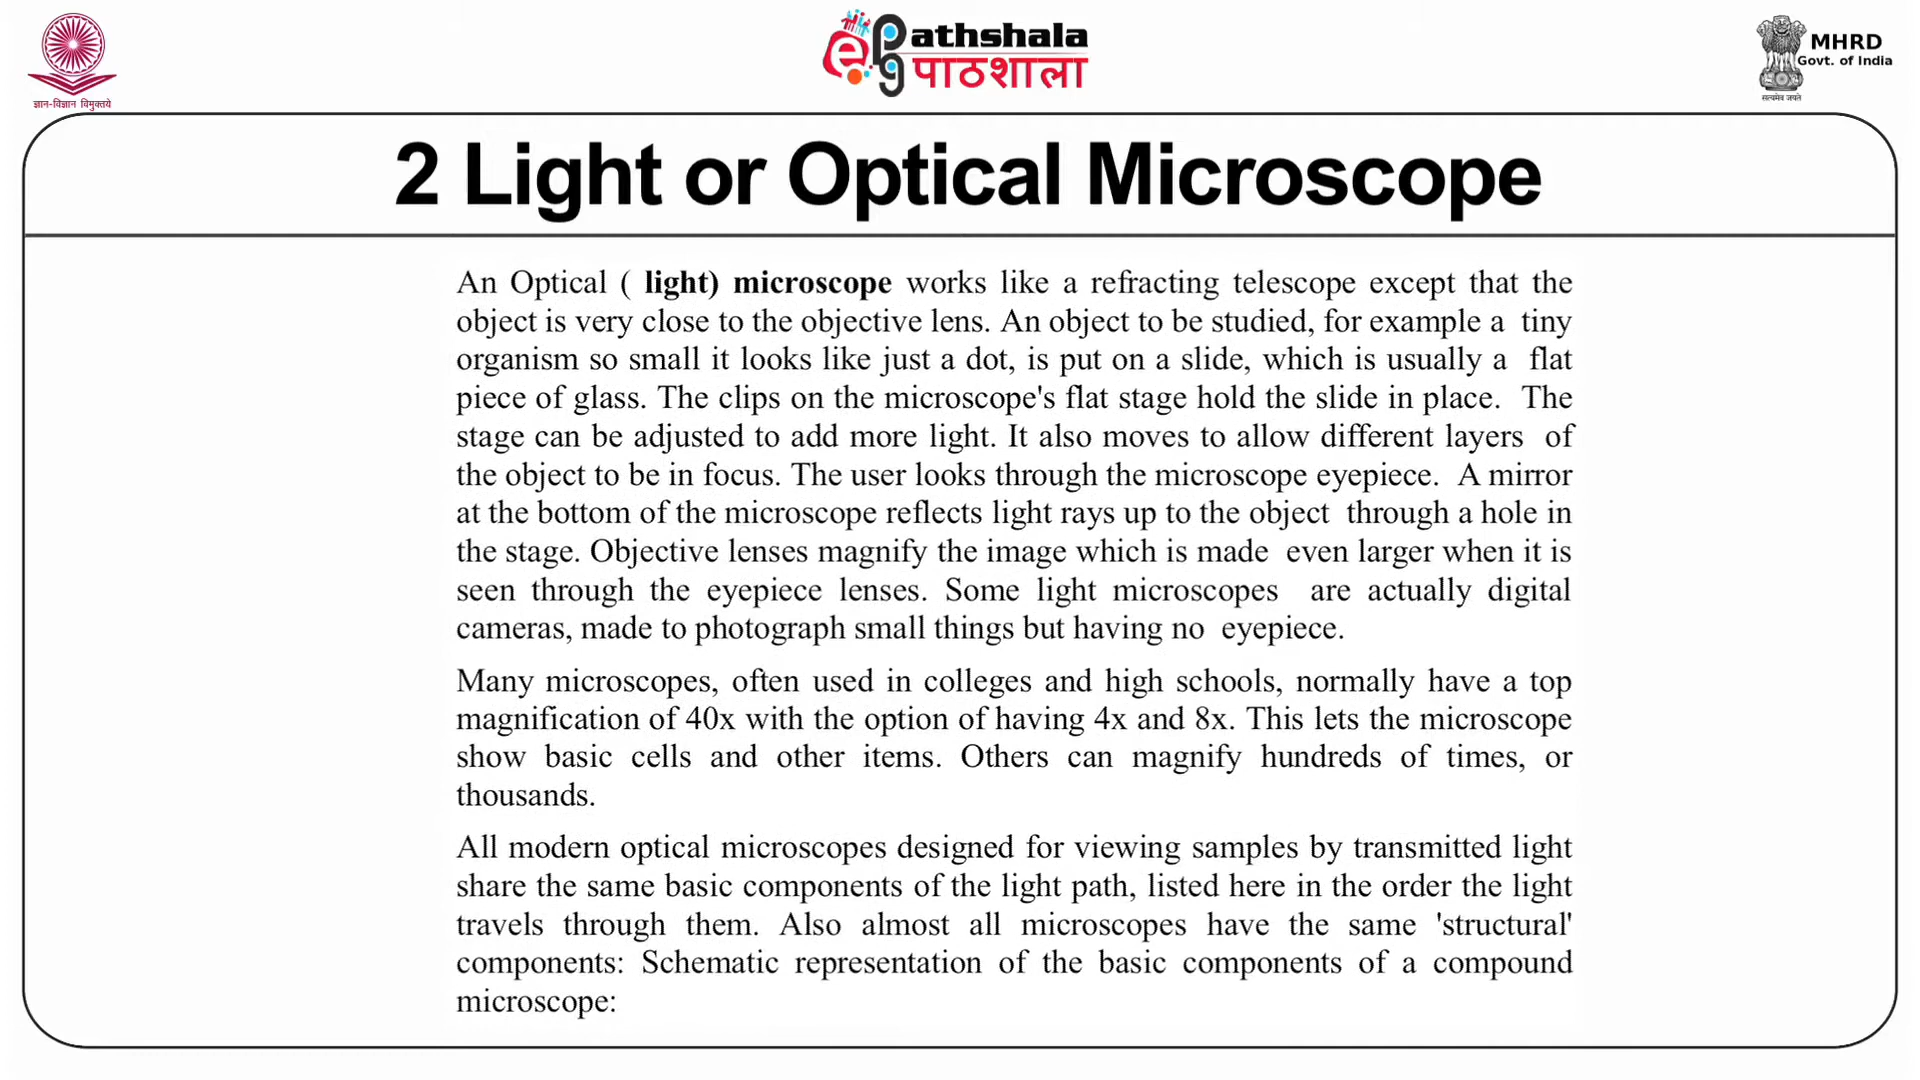 ज्ञान-विज्ञान विमुक्तये
ePg athshala
पाठशाला
MHRD
Govt. of India
सत्यमेव जयते
2 Light or Optical Microscope
An Optical ( light) microscope works like a refracting telescope except that the
object is very close to the objective lens. An object to be studied, for example a tiny
organism so small it looks like just a dot, is put on a slide, which is usually a flat
piece of glass. The clips on the microscope's flat stage hold the slide in place. The
stage can be adjusted to add more light. It also moves to allow different layers of
the object to be in focus. The user looks through the microscope eyepiece. A mirror
at the bottom of the microscope reflects light rays up to the object through a hole in
the stage. Objective lenses magnify the image which is made even larger when it is
seen through the eyepiece lenses. Some light microscopes are actually digital
cameras, made to photograph small things but having no eyepiece.
Many microscopes, often used in colleges and high schools, normally have a top
magnification of 40x with the option of having 4x and 8x. This lets the microscope
show basic cells and other items. Others can magnify hundreds of times, or
thousands.
All modern optical microscopes designed for viewing samples by transmitted light
share the same basic components of the light path, listed here in the order the light
travels through them. Also almost all microscopes have the same 'structural'
components: Schematic representation of the basic components of a compound
microscope: